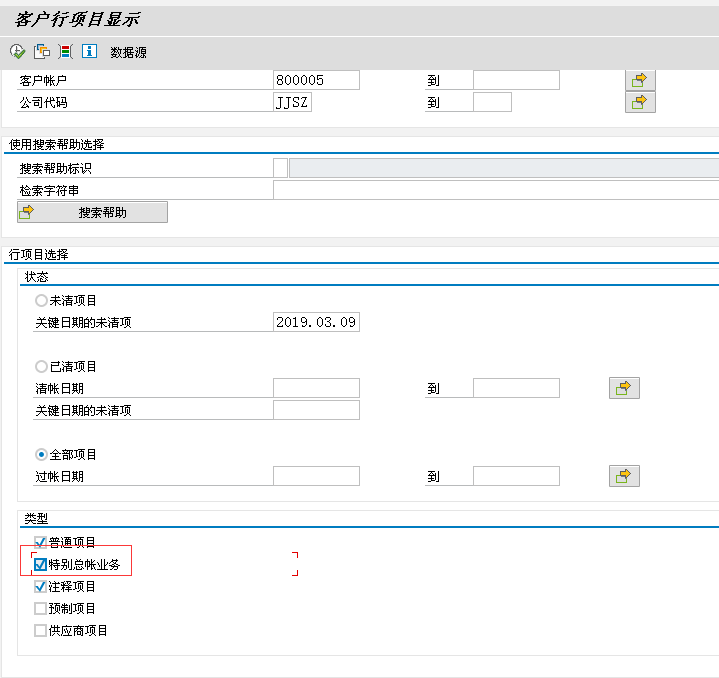 客户行项目显示
数据源
客户帐户 800005 到
公司代码 JJSZ 到
使用搜索帮助选择
搜索帮助标识
检索字符串
搜索帮助
行项目选择
状态
未清项目
关键日期的未清项 2019.03.09
已清项目
清帐日期 到
关键日期的未清项
全部项目
过帐日期 到
类型
普通项目
特别总帐业务
注释项目
预制项目
供应商项目